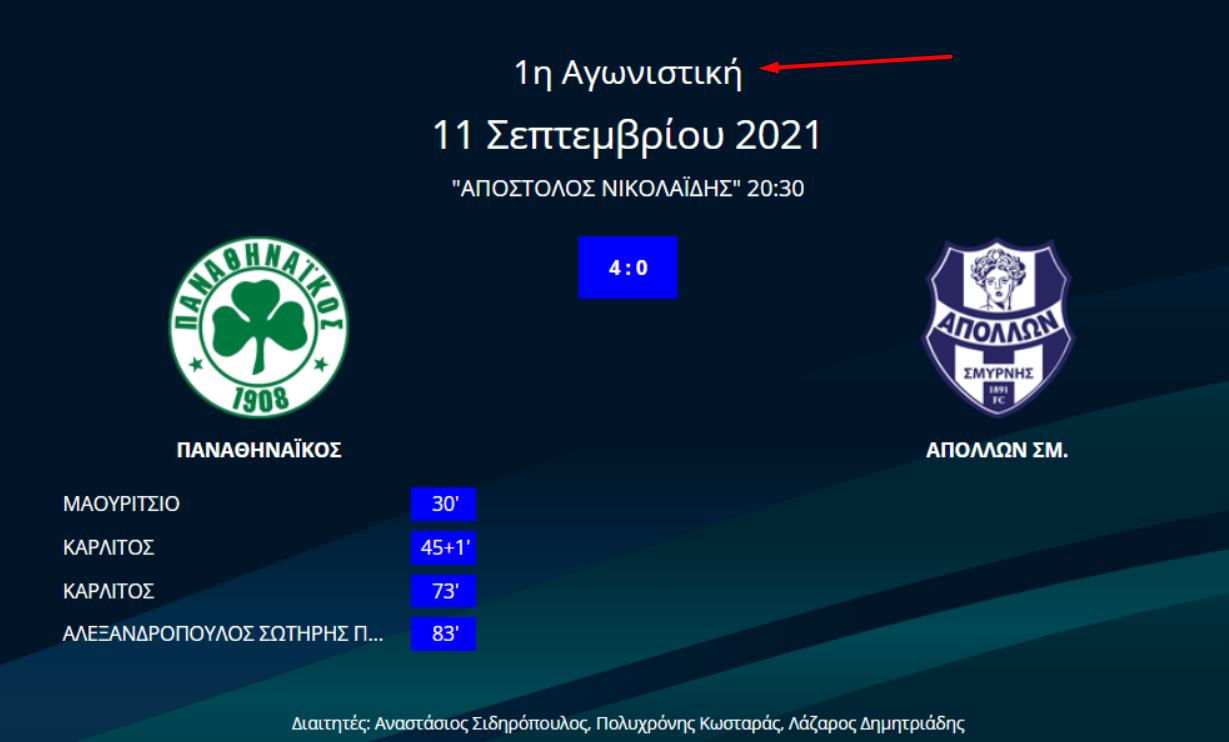 1η Αγωνιστική
11 Σεπτεμβρίου 2021
"ΑΠΟΣΤΟΛΟΣ ΝΙΚΟΛΑΪΔΗΣ" 20:30
4 : 0
ΠΑΝΑΘΗΝΑΪΚΟΣ
1908
ΑΠΟΛΛΩΝ
ΣΜΥΡΝΗΣ
1891
FC
ΠΑΝΑΘΗΝΑΪΚΟΣ
ΑΠΟΛΛΩΝ ΣΜ.
ΜΑΟΥΡΙΤΣΙΟ 30'
ΚΑΡΛΙΤΟΣ 45+1'
ΚΑΡΛΙΤΟΣ 73'
ΑΛΕΞΑΝΔΡΟΠΟΥΛΟΣ ΣΩΤΗΡΗΣ Π... 83'
Διαιτητές: Αναστάσιος Σιδηρόπουλος, Πολυχρόνης Κωσταράς, Λάζαρος Δημητριάδης